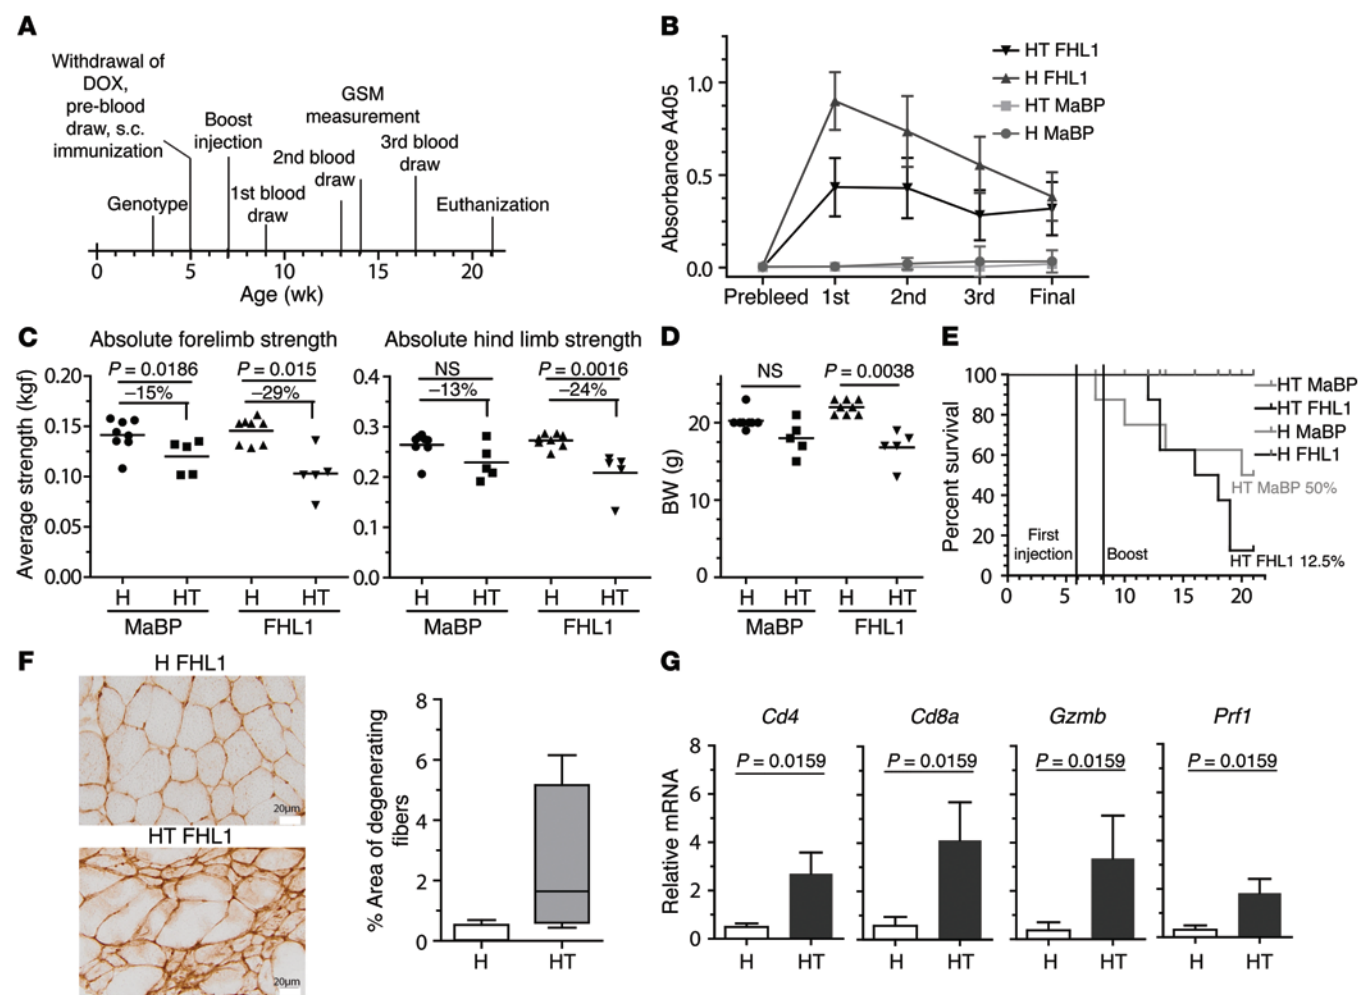 A
Withdrawal of
DOX,
pre-blood
draw, s.c.
immunization
Genotype
Boost
injection
1st blood
draw
2nd blood
draw
GSM
measurement
3rd blood
draw
Euthanization
0 5 10 15 20
Age (wk)
B
Absorbance A405
1.0
0.5
0.0
Prebleed 1st 2nd 3rd Final
HT FHL1
H FHL1
HT MaBP
H MaBP
C
Absolute forelimb strength
Average strength (kgf)
0.20
0.15
0.10
0.05
0.00
P = 0.0186
–15%
P = 0.015
–29%
H HT H HT
MaBP FHL1
Absolute hind limb strength
0.4
0.3
0.2
0.1
0.0
NS
–13%
P = 0.0016
–24%
H HT H HT
MaBP FHL1
D
BW (g)
20
10
0
NS
P = 0.0038
H HT H HT
MaBP FHL1
E
Percent survival
100
80
60
40
20
0
0 5 10 15 20
First
injection
Boost
HT MaBP
HT FHL1
H MaBP
H FHL1
HT MaBP 50%
HT FHL1 12.5%
F
H FHL1
20µm
HT FHL1
20µm
% Area of degenerating
fibers
8
6
4
2
0
H HT
G
Relative mRNA
8
6
4
2
0
Cd4
P = 0.0159
H HT
Cd8a
P = 0.0159
H HT
Gzmb
P = 0.0159
H HT
Prf1
P = 0.0159
H HT